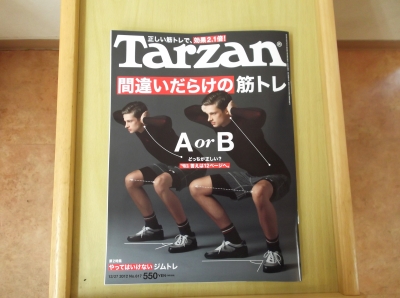 正しい筋トレで、効果2.1倍!
Tarzan®
間違いだらけの筋トレ
A or B
どっちが正しい?
やってはいけない ジムトレ
550